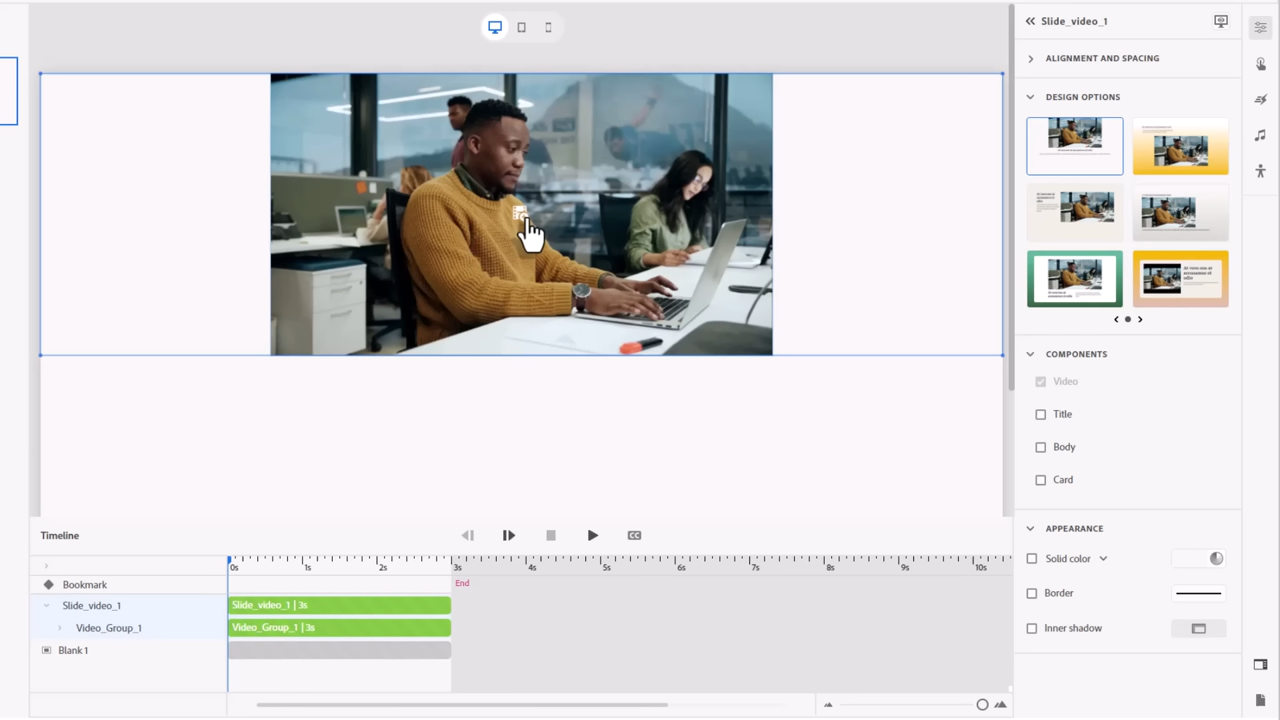 Slide_video_1
ALIGNMENT AND SPACING
DESIGN OPTIONS
COMPONENTS
Video
Title
Body
Card
APPEARANCE
Solid color
Border
Inner shadow
Timeline
CC
0s 1s 2s 3s 4s 5s 6s 7s 8s 9s 10s
End
Bookmark
Slide_video_1
Slide_video_1 | 3s
Video_Group_1
Video_Group_1 | 3s
Blank 1